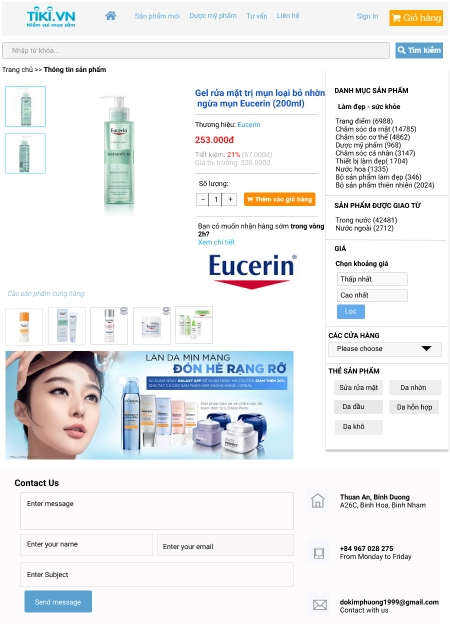 TIKI.VN
Niềm vui mua sắm
Sản phẩm mới
Dược mỹ phẩm
Tư vấn
Liên hệ
Sign In
Giỏ hàng
Nhập từ khóa...
Tìm kiếm
Trang chủ >> Thông tin sản phẩm
Gel rửa mặt trị mụn loại bỏ nhờn
ngừa mụn Eucerin (200ml)
Thương hiệu: Eucerin
253.000đ
Tiết kiệm: 21% (67.000đ)
Giá thị trường: 320.000đ
Số lượng:
− 1 +
Thêm vào giỏ hàng
Bạn có muốn nhận hàng sớm trong vòng
2h?
Xem chi tiết
Eucerin
Các sản phẩm cùng hãng:
LÀN DA MỊN MÀNG
ĐÓN HÈ RẠNG RỠ
DANH MỤC SẢN PHẨM
Làm đẹp - sức khỏe
Trang điểm (6988)
Chăm sóc da mặt (14785)
Chăm sóc cơ thể (4862)
Dược mỹ phẩm (968)
Chăm sóc cá nhân (3147)
Thiết bị làm đẹp( 1704)
Nước hoa (1335)
Bộ sản phẩm làm đẹp (346)
Bộ sản phẩm thiên nhiên (2024)
SẢN PHẨM ĐƯỢC GIAO TỪ
Trong nước (42481)
Nước ngoài (2712)
GIÁ
Chọn khoảng giá
Thấp nhất
Cao nhất
Lọc
CÁC CỬA HÀNG
Please choose
THẺ SẢN PHẨM
Sửa rửa mặt
Da nhờn
Da dầu
Da hỗn hợp
Da khô
Contact Us
Enter message
Enter your name
Enter your email
Enter Subject
Send message
Thuan An, Binh Duong
A26C, Binh Hoa, Binh Nham
+84 967 028 275
From Monday to Friday
dokimphuong1999@gmail.com
Contact with us